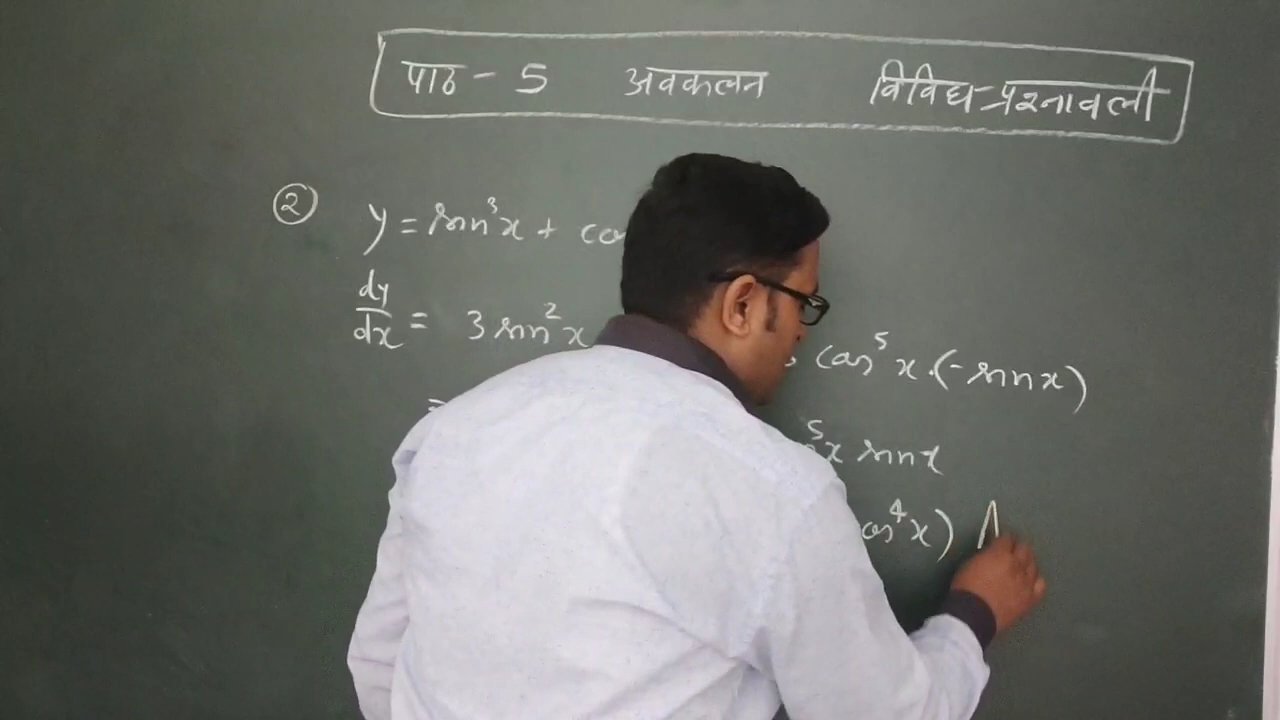 पाठ - 5 अवकलन विविध-प्रश्नावली
② y = sin³x + co
dy/dx = 3 sin²x cos⁵x.(-sinx)
= ⁵x sinx
os⁴x) A